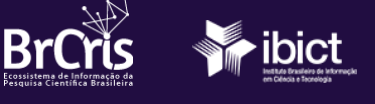 BrCris
Ecossistema de Informação da
Pesquisa Científica Brasileira
ibict
Instituto Brasileiro de Informação
em Ciência e Tecnologia